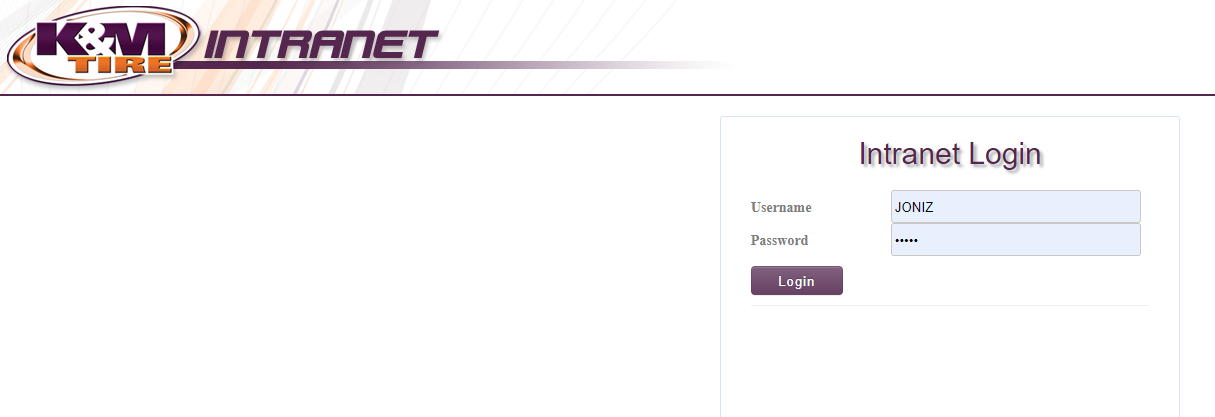 K&M
TIRE
INTRANET
Intranet Login
Username
JONIZ
Password
•••••
Login